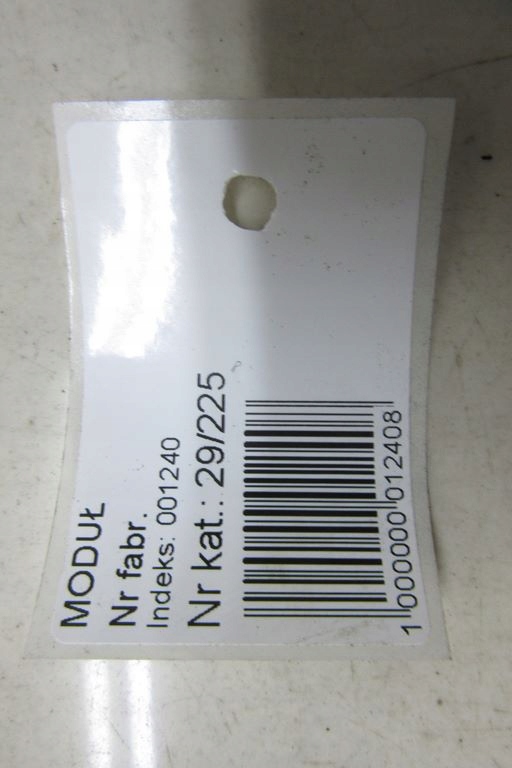 MODUŁ
Nr fabr.
Indeks: 001240
Nr kat.: 29/225
1 000000 012408